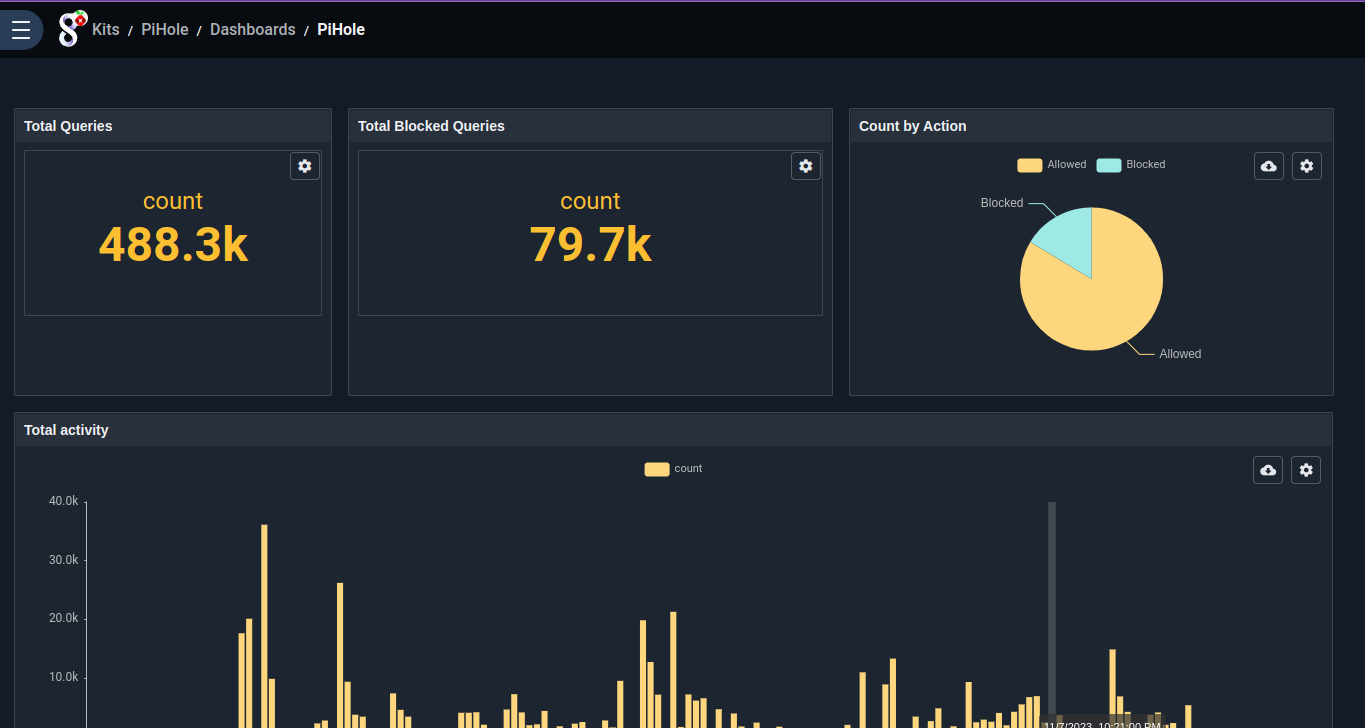 Kits / PiHole / Dashboards / PiHole
Total Queries
count
488.3k
Total Blocked Queries
count
79.7k
Count by Action
Allowed Blocked
Blocked
Allowed
Total activity
count
40.0k
30.0k
20.0k
10.0k
11/7/2023, 10:21:00 PM